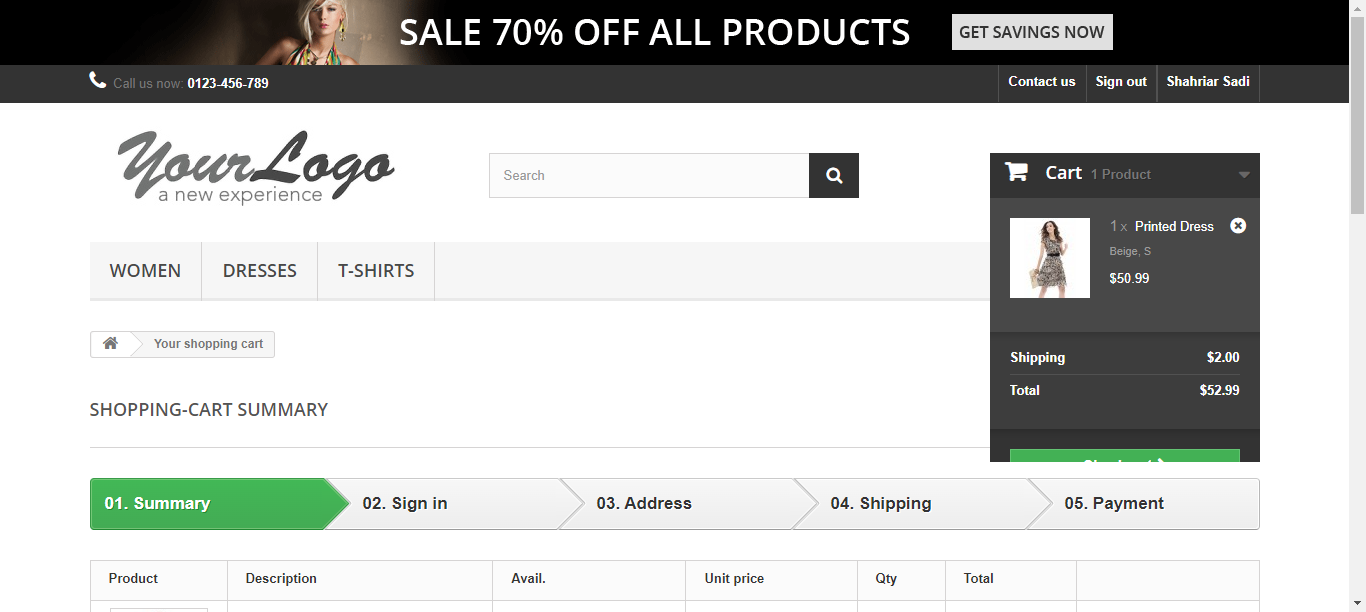 SALE 70% OFF ALL PRODUCTS GET SAVINGS NOW
Call us now: 0123-456-789 Contact us Sign out Shahriar Sadi
YourLogo
a new experience
Search
Cart 1 Product
1 x Printed Dress
Beige, S
$50.99
Shipping $2.00
Total $52.99
WOMEN DRESSES T-SHIRTS
Your shopping cart
SHOPPING-CART SUMMARY
01. Summary 02. Sign in 03. Address 04. Shipping 05. Payment
Product Description Avail. Unit price Qty Total